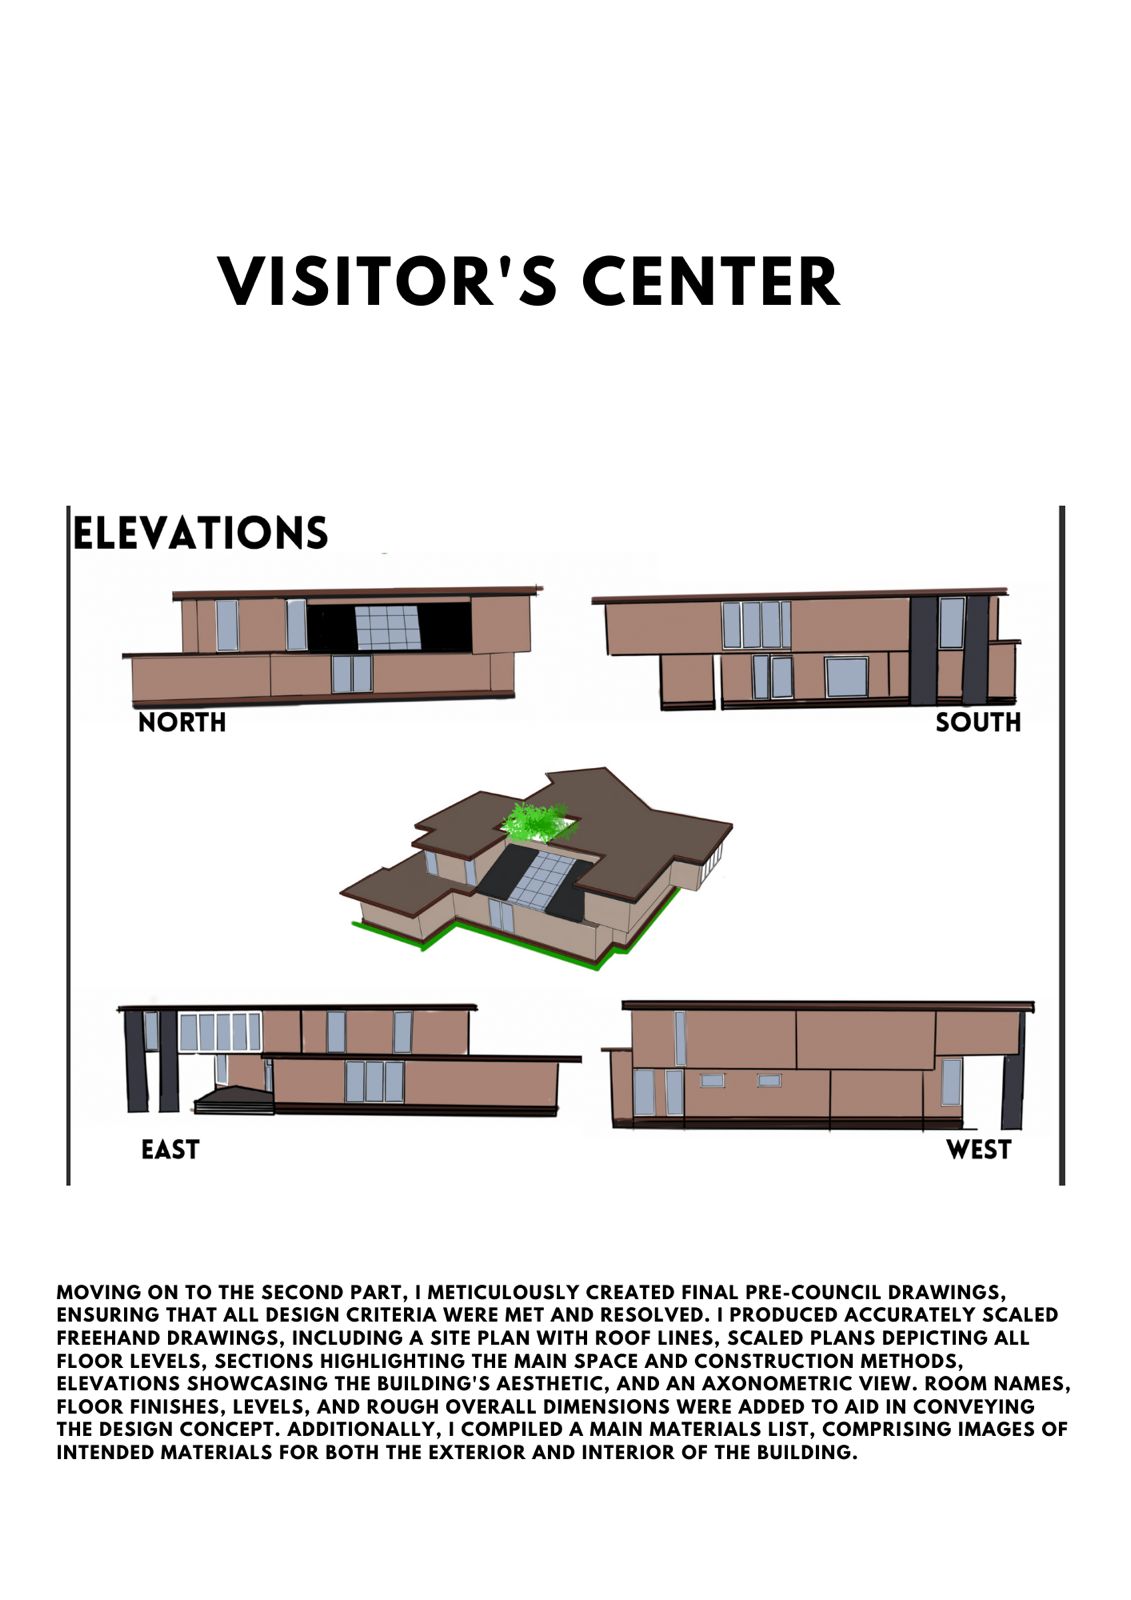 VISITOR'S CENTER
ELEVATIONS
NORTH
SOUTH
EAST
WEST
MOVING ON TO THE SECOND PART, I METICULOUSLY CREATED FINAL PRE-COUNCIL DRAWINGS,
ENSURING THAT ALL DESIGN CRITERIA WERE MET AND RESOLVED. I PRODUCED ACCURATELY SCALED
FREEHAND DRAWINGS, INCLUDING A SITE PLAN WITH ROOF LINES, SCALED PLANS DEPICTING ALL
FLOOR LEVELS, SECTIONS HIGHLIGHTING THE MAIN SPACE AND CONSTRUCTION METHODS,
ELEVATIONS SHOWCASING THE BUILDING'S AESTHETIC, AND AN AXONOMETRIC VIEW. ROOM NAMES,
FLOOR FINISHES, LEVELS, AND ROUGH OVERALL DIMENSIONS WERE ADDED TO AID IN CONVEYING
THE DESIGN CONCEPT. ADDITIONALLY, I COMPILED A MAIN MATERIALS LIST, COMPRISING IMAGES OF
INTENDED MATERIALS FOR BOTH THE EXTERIOR AND INTERIOR OF THE BUILDING.